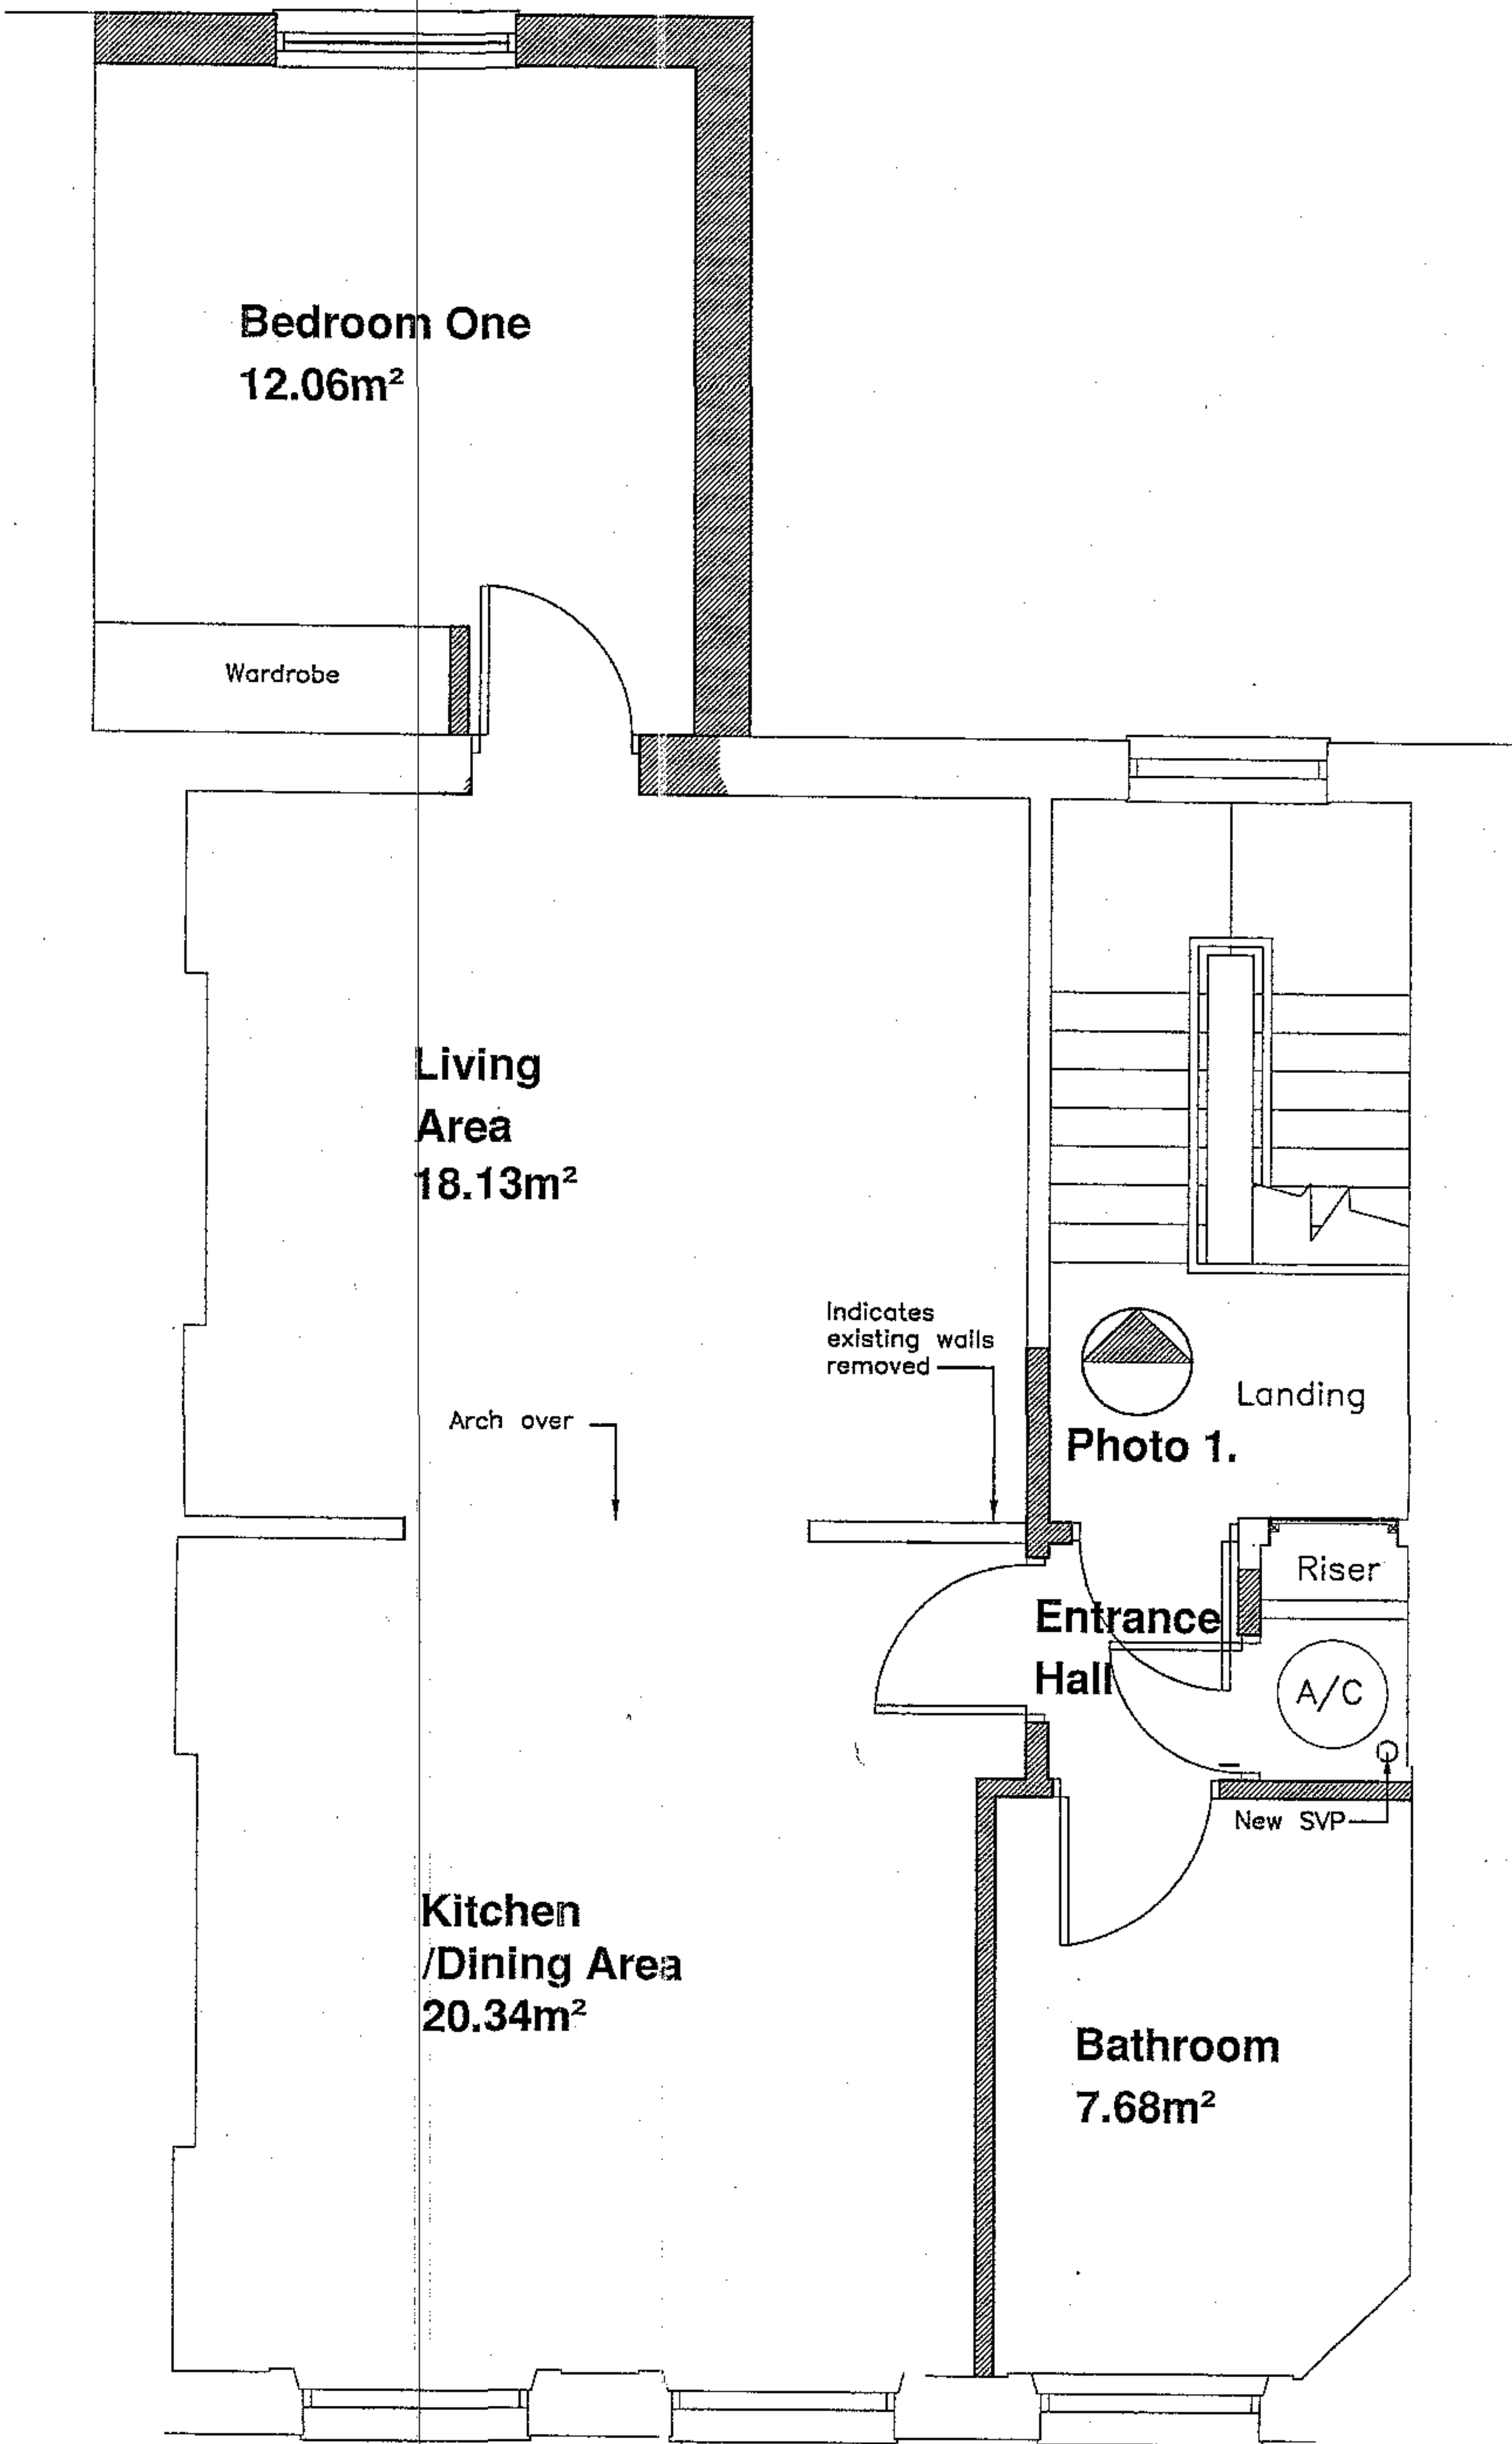 Bedroom One
12.06m²
Wardrobe
Living
Area
18.13m²
Indicates
existing walls
removed
Arch over
Landing
Photo 1.
Riser
Entrance
Hall
A/C
New SVP
Kitchen
/Dining Area
20.34m²
Bathroom
7.68m²